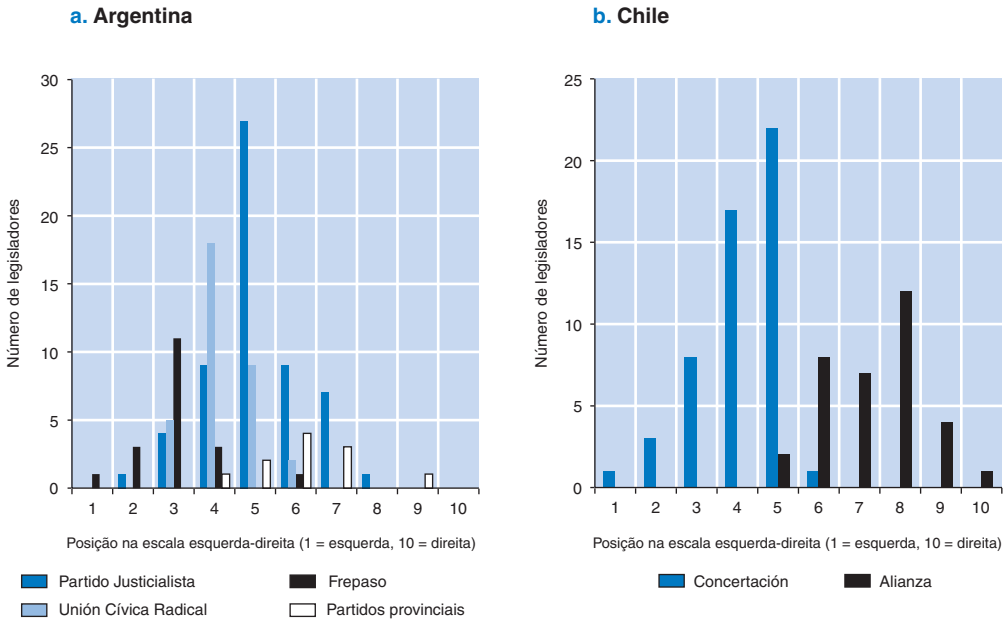 a. Argentina
Número de legisladores
30
25
20
15
10
5
0
1 2 3 4 5 6 7 8 9 10
Posição na escala esquerda-direita (1 = esquerda, 10 = direita)
Partido Justicialista
Frepaso
Unión Cívica Radical
Partidos provinciais
b. Chile
Número de legisladores
25
20
15
10
5
0
1 2 3 4 5 6 7 8 9 10
Posição na escala esquerda-direita (1 = esquerda, 10 = direita)
Concertación
Alianza